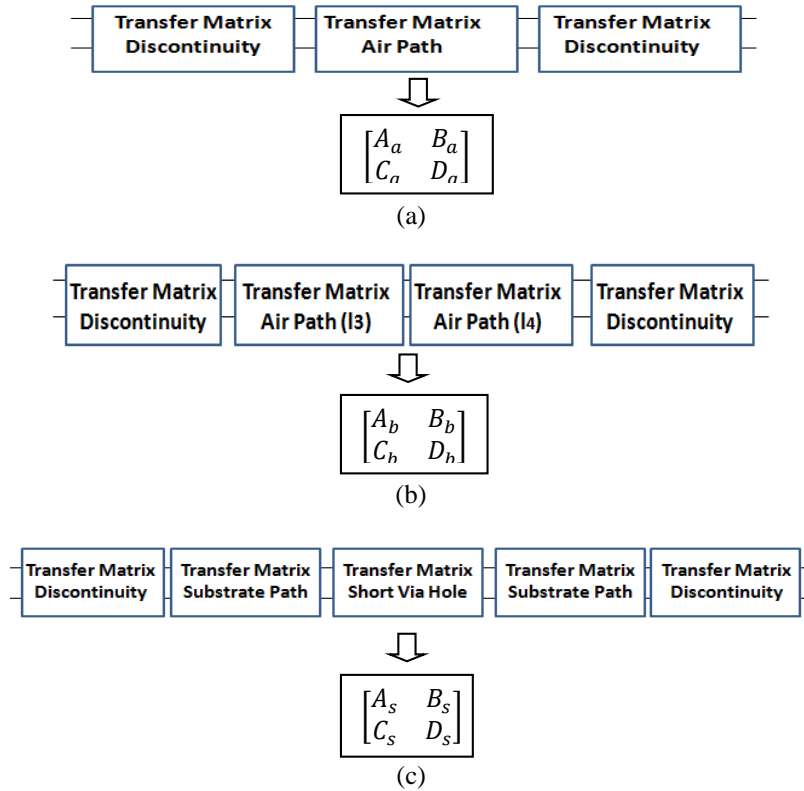 Transfer Matrix Transfer Matrix Transfer Matrix
Discontinuity Air Path Discontinuity
A_a B_a
C_a D_a
(a)
Transfer Matrix Transfer Matrix Transfer Matrix Transfer Matrix
Discontinuity Air Path (l3) Air Path (l4) Discontinuity
A_b B_b
C_b D_b
(b)
Transfer Matrix Transfer Matrix Transfer Matrix Transfer Matrix Transfer Matrix
Discontinuity Substrate Path Short Via Hole Substrate Path Discontinuity
A_s B_s
C_s D_s
(c)